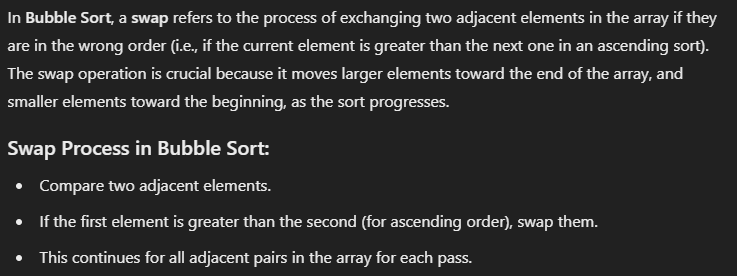 In Bubble Sort, a swap refers to the process of exchanging two adjacent elements in the array if they
are in the wrong order (i.e., if the current element is greater than the next one in an ascending sort).
The swap operation is crucial because it moves larger elements toward the end of the array, and
smaller elements toward the beginning, as the sort progresses.
Swap Process in Bubble Sort:
• Compare two adjacent elements.
• If the first element is greater than the second (for ascending order), swap them.
• This continues for all adjacent pairs in the array for each pass.